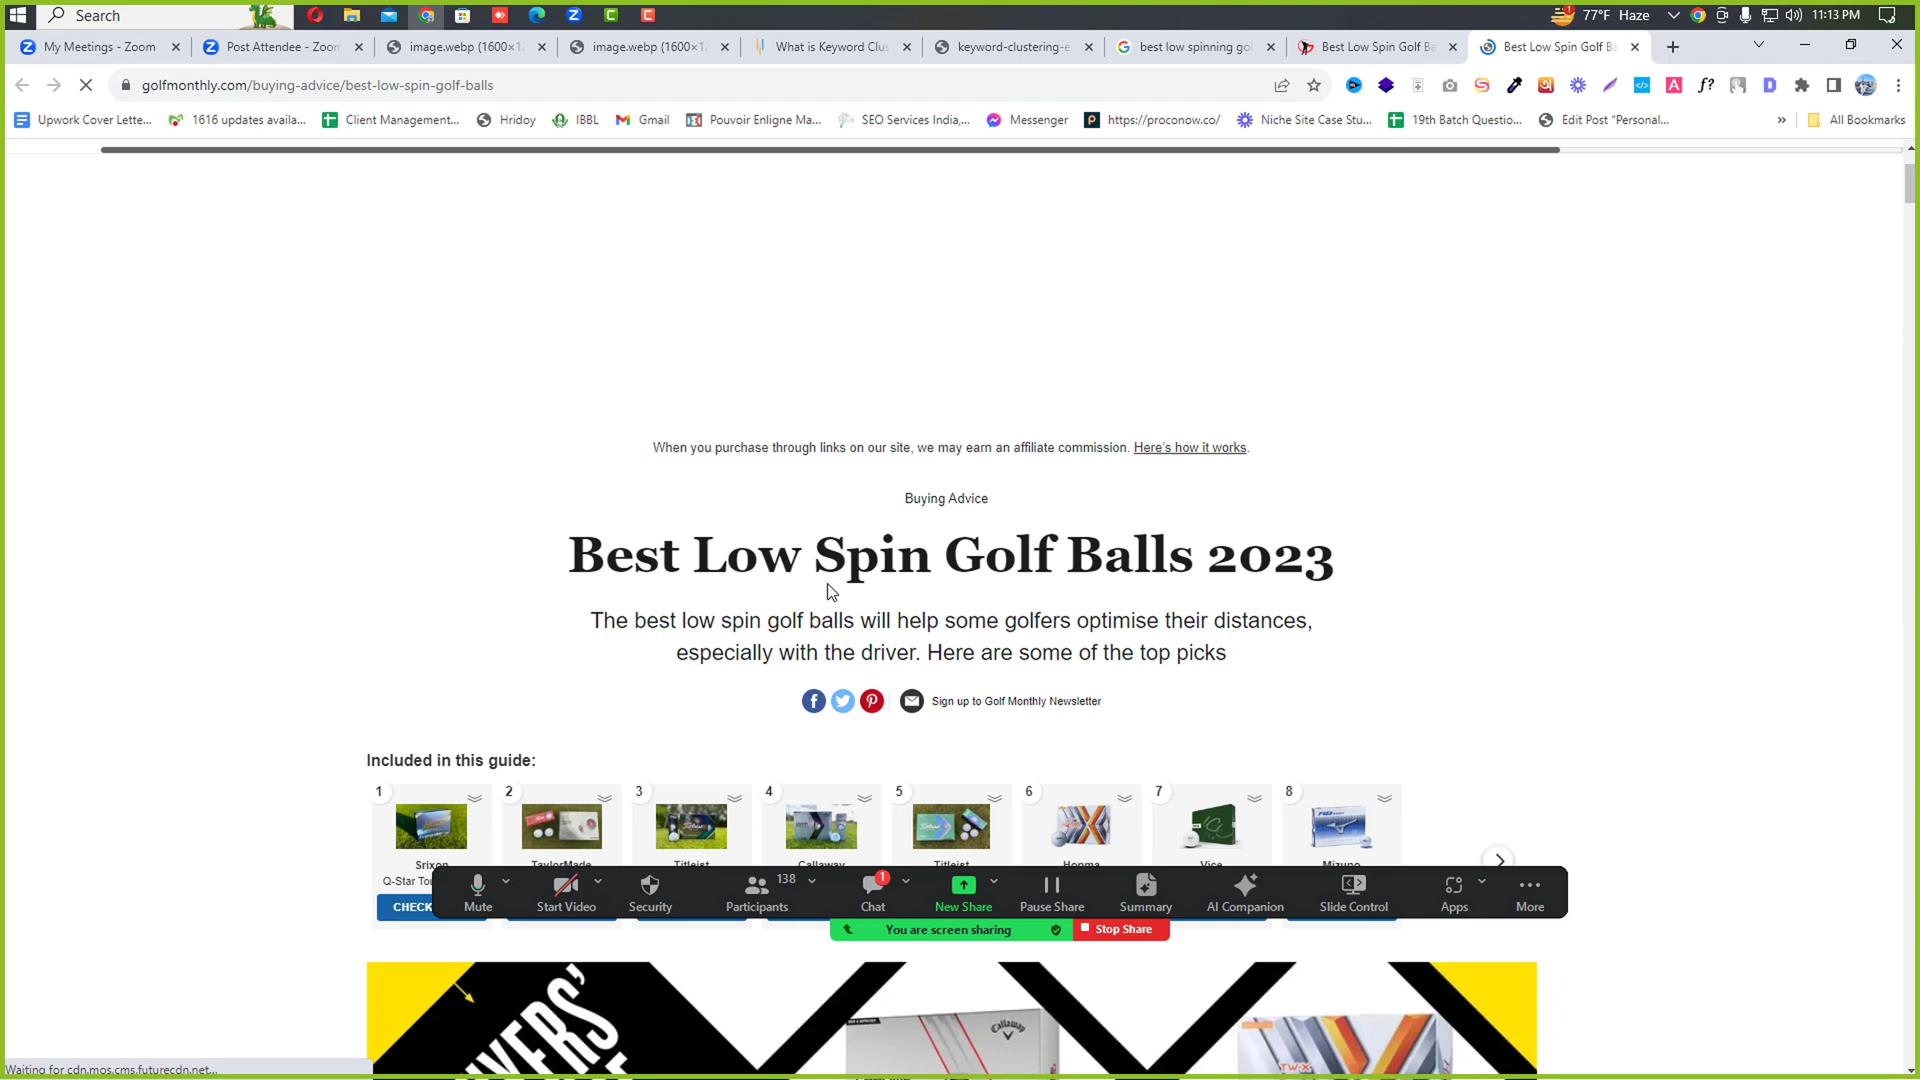 Search
77°F Haze
11:13 PM
My Meetings - Zoom
Post Attendee - Zoom
image.webp (1600×12
image.webp (1600×12
What is Keyword Clus
keyword-clustering-e
best low spinning go
Best Low Spin Golf Ba
Best Low Spin Golf Ba
golfmonthly.com/buying-advice/best-low-spin-golf-balls
Upwork Cover Lette...
1616 updates availa...
Client Management...
Hridoy
IBBL
Gmail
Pouvoir Enligne Ma...
SEO Services India,...
Messenger
https://proconow.co/
Niche Site Case Stu...
19th Batch Questio...
Edit Post "Personal...
All Bookmarks
When you purchase through links on our site, we may earn an affiliate commission. Here's how it works.
Buying Advice
Best Low Spin Golf Balls 2023
The best low spin golf balls will help some golfers optimise their distances,
especially with the driver. Here are some of the top picks
Sign up to Golf Monthly Newsletter
Included in this guide:
1 2 3 4 5 6 7 8
Srixon TaylorMade Titleist Callaway Titleist Honma Vice Mizuno
Q-Star Tou
CHECK
138
1
Mute Start Video Security Participants Chat New Share Pause Share Summary AI Companion Slide Control Apps More
You are screen sharing
Stop Share
Callaway
Waiting for cdn.mos.cms.futurecdn.net...